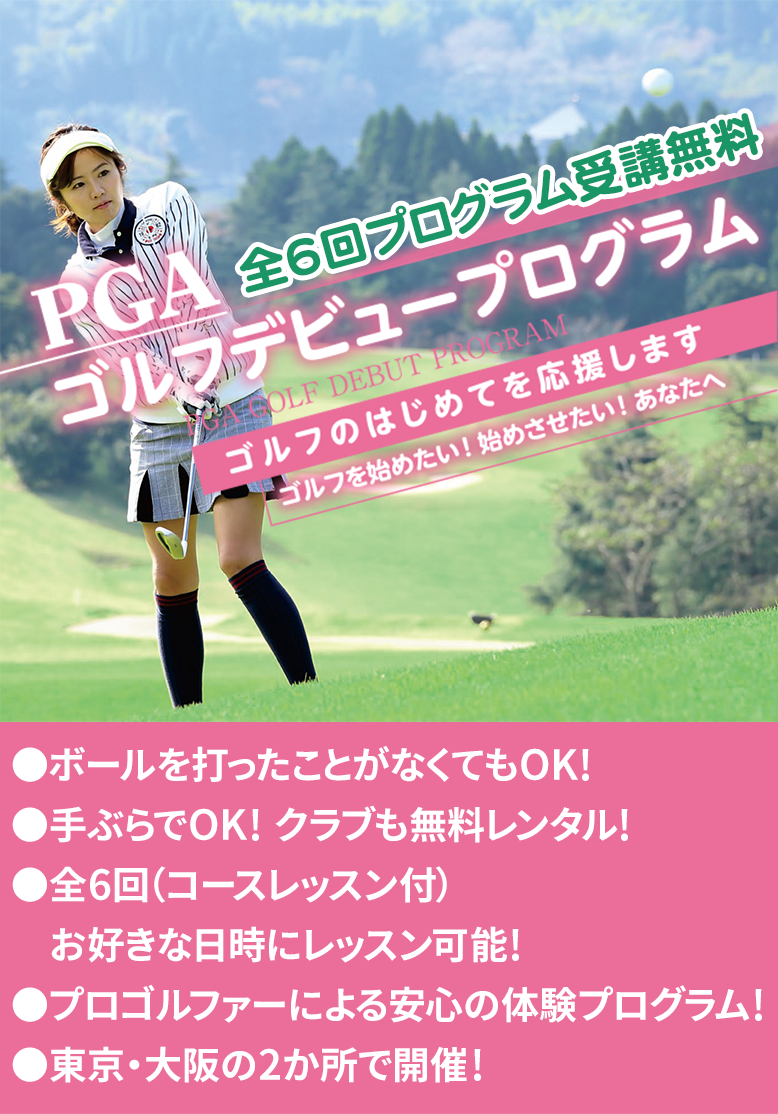 全6回プログラム受講無料
PGA
ゴルフデビュープログラム
PGA GOLF DEBUT PROGRAM
ゴルフのはじめてを応援します
ゴルフを始めたい！始めさせたい！あなたへ
●ボールを打ったことがなくてもOK！
●手ぶらでOK！クラブも無料レンタル！
●全6回（コースレッスン付）
お好きな日時にレッスン可能！
●プロゴルファーによる安心の体験プログラム！
●東京・大阪の2か所で開催！